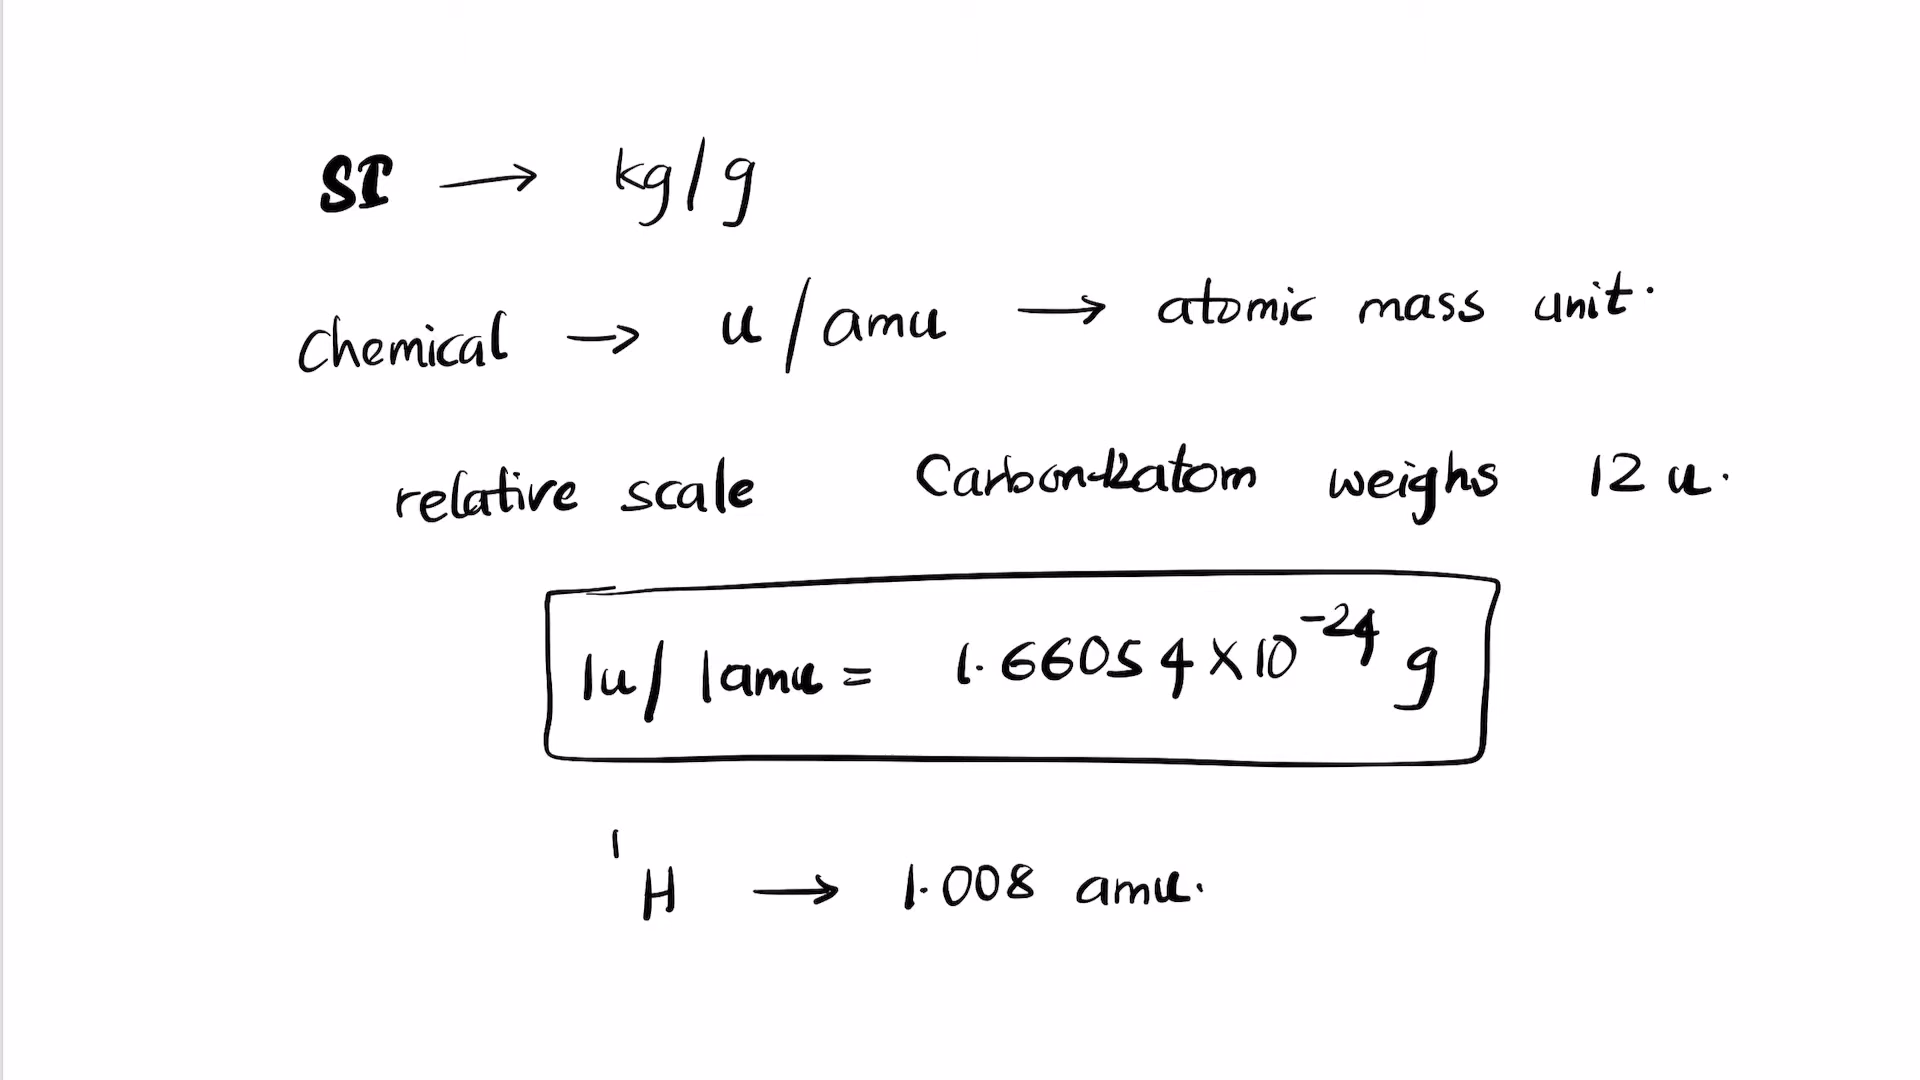 SI → kg/g
Chemical → u/amu → atomic mass unit.
relative scale Carbon-12 atom weighs 12 u.
1u/ 1amu = 1.66054 × 10⁻²⁴ g
¹H → 1.008 amu.